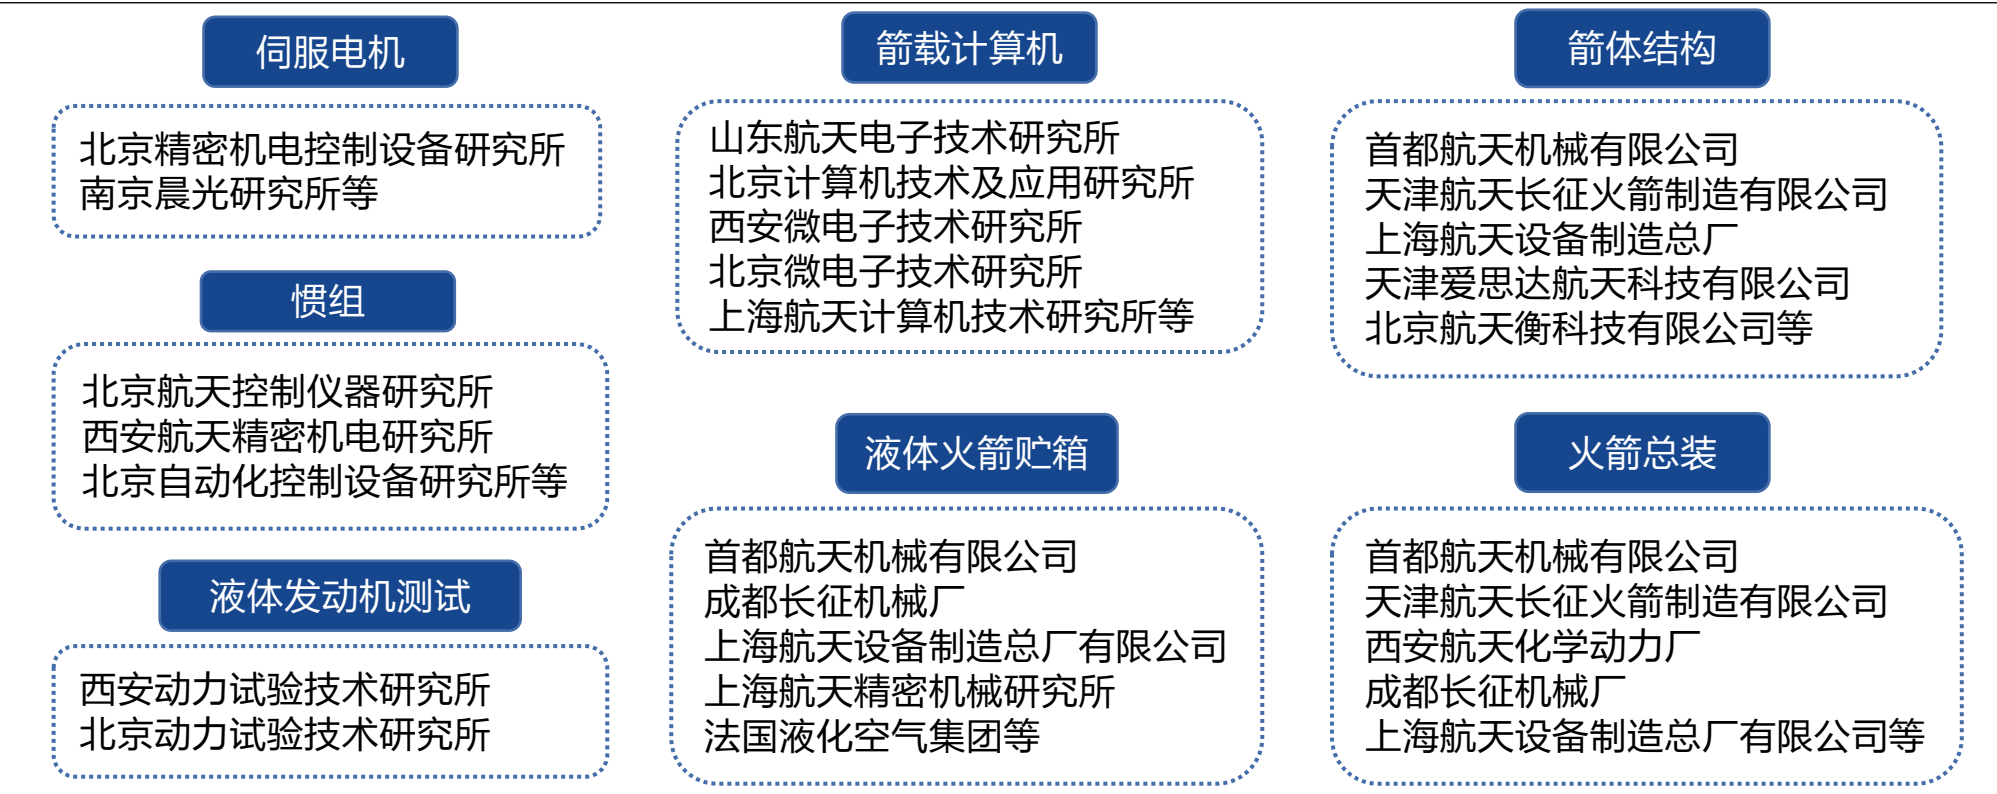 伺服电机
北京精密机电控制设备研究所
南京晨光研究所等
惯组
北京航天控制仪器研究所
西安航天精密机电研究所
北京自动化控制设备研究所等
液体发动机测试
西安动力试验技术研究所
北京动力试验技术研究所
箭载计算机
山东航天电子技术研究所
北京计算机技术及应用研究所
西安微电子技术研究所
北京微电子技术研究所
上海航天计算机技术研究所等
液体火箭贮箱
首都航天机械有限公司
成都长征机械厂
上海航天设备制造总厂有限公司
上海航天精密机械研究所
法国液化空气集团等
箭体结构
首都航天机械有限公司
天津航天长征火箭制造有限公司
上海航天设备制造总厂
天津爱思达航天科技有限公司
北京航天衡科技有限公司等
火箭总装
首都航天机械有限公司
天津航天长征火箭制造有限公司
西安航天化学动力厂
成都长征机械厂
上海航天设备制造总厂有限公司等